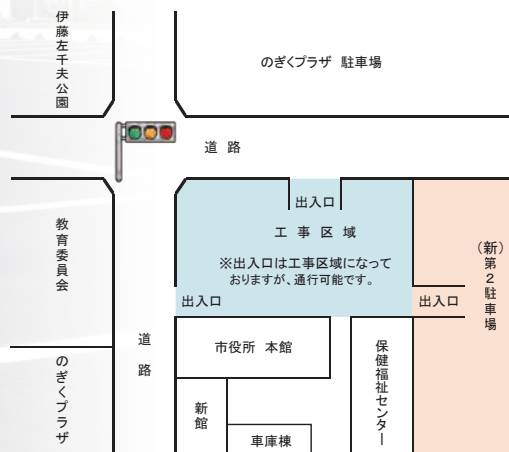 伊藤左千夫公園
のぎくプラザ 駐車場
道 路
出入口
工 事 区 域
※出入口は工事区域になって
おりますが、通行可能です。
教育委員会
(新)第2駐車場
出入口
出入口
道路
市役所 本館
保健福祉センター
のぎくプラザ
新館
車庫棟